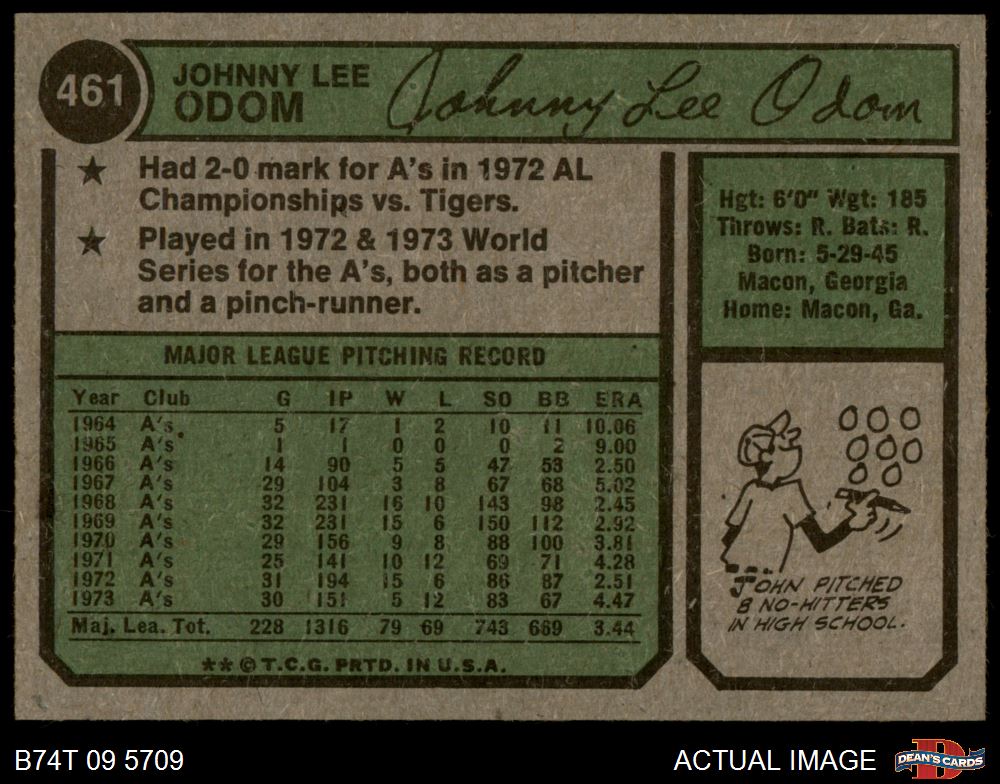 461
JOHNNY LEE
ODOM
Johnny Lee Odom
★ Had 2-0 mark for A's in 1972 AL
Championships vs. Tigers.
★ Played in 1972 & 1973 World
Series for the A's, both as a pitcher
and a pinch-runner.
Hgt: 6'0" Wgt: 185
Throws: R. Bats: R.
Born: 5-29-45
Macon, Georgia
Home: Macon, Ga.
MAJOR LEAGUE PITCHING RECORD
Year Club G IP W L SO BB ERA
1964 A's 5 17 1 2 10 11 10.06
1965 A's 1 1 0 0 0 2 9.00
1966 A's 14 90 5 5 47 53 2.50
1967 A's 29 104 3 8 67 68 5.02
1968 A's 32 231 16 10 143 98 2.45
1969 A's 32 231 15 6 150 112 2.92
1970 A's 29 156 9 8 88 100 3.81
1971 A's 25 141 10 12 69 71 4.28
1972 A's 31 194 15 6 86 87 2.51
1973 A's 30 151 5 12 83 67 4.47
Maj. Lea. Tot. 228 1316 79 69 743 669 3.44
**©T.C.G. PRTD. IN U.S.A.
JOHN PITCHED
8 NO-HITTERS
IN HIGH SCHOOL.
B74T 09 5709
ACTUAL IMAGE
DEAN'S CARDS